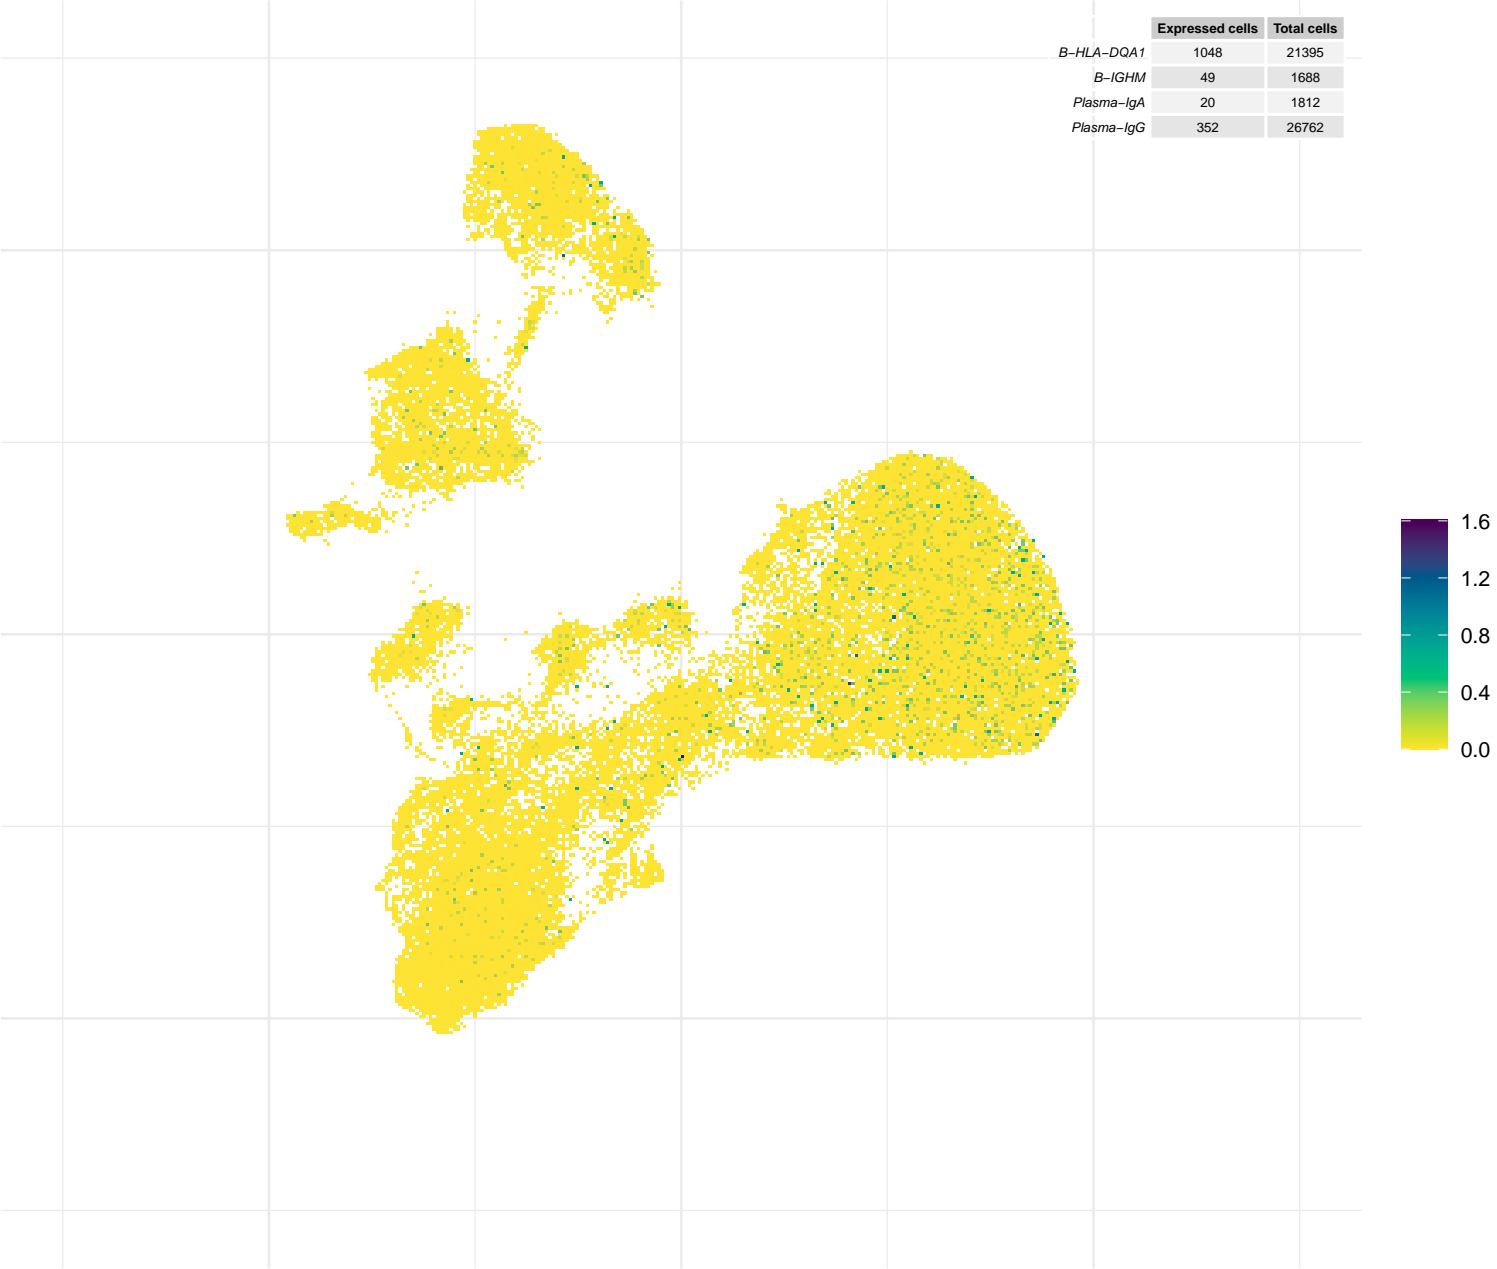 Expressed cells Total cells
B−HLA−DQA1 1048 21395
B−IGHM 49 1688
Plasma−IgA 20 1812
Plasma−IgG 352 26762
1.6
1.2
0.8
0.4
0.0